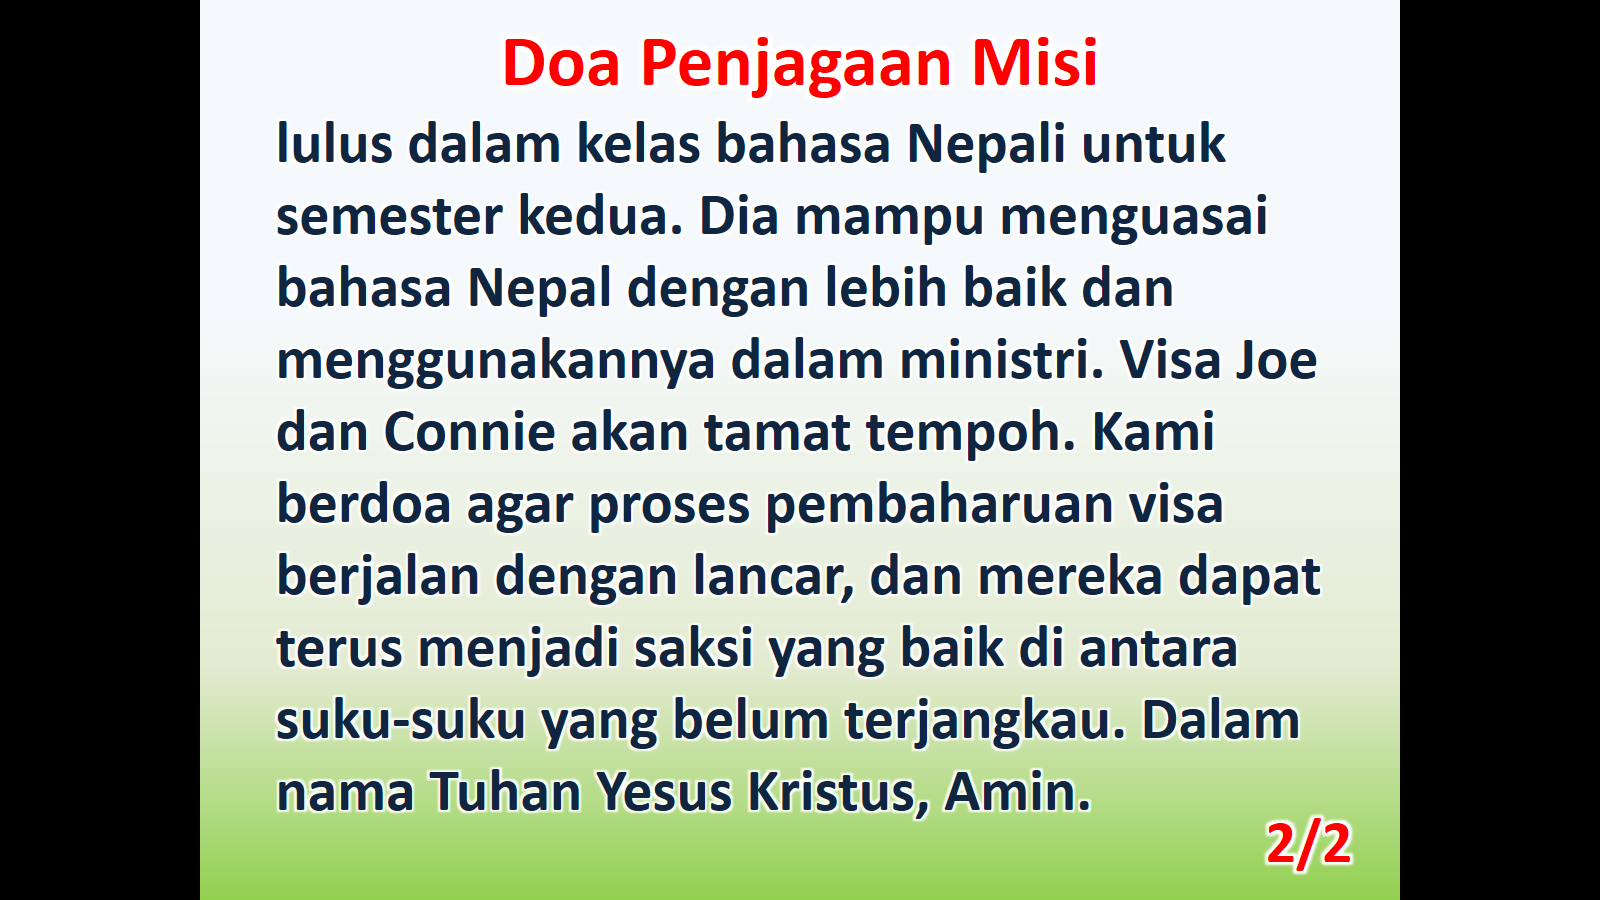 Doa Penjagaan Misi
lulus dalam kelas bahasa Nepali untuk
semester kedua. Dia mampu menguasai
bahasa Nepal dengan lebih baik dan
menggunakannya dalam ministri. Visa Joe
dan Connie akan tamat tempoh. Kami
berdoa agar proses pembaharuan visa
berjalan dengan lancar, dan mereka dapat
terus menjadi saksi yang baik di antara
suku-suku yang belum terjangkau. Dalam
nama Tuhan Yesus Kristus, Amin.
2/2